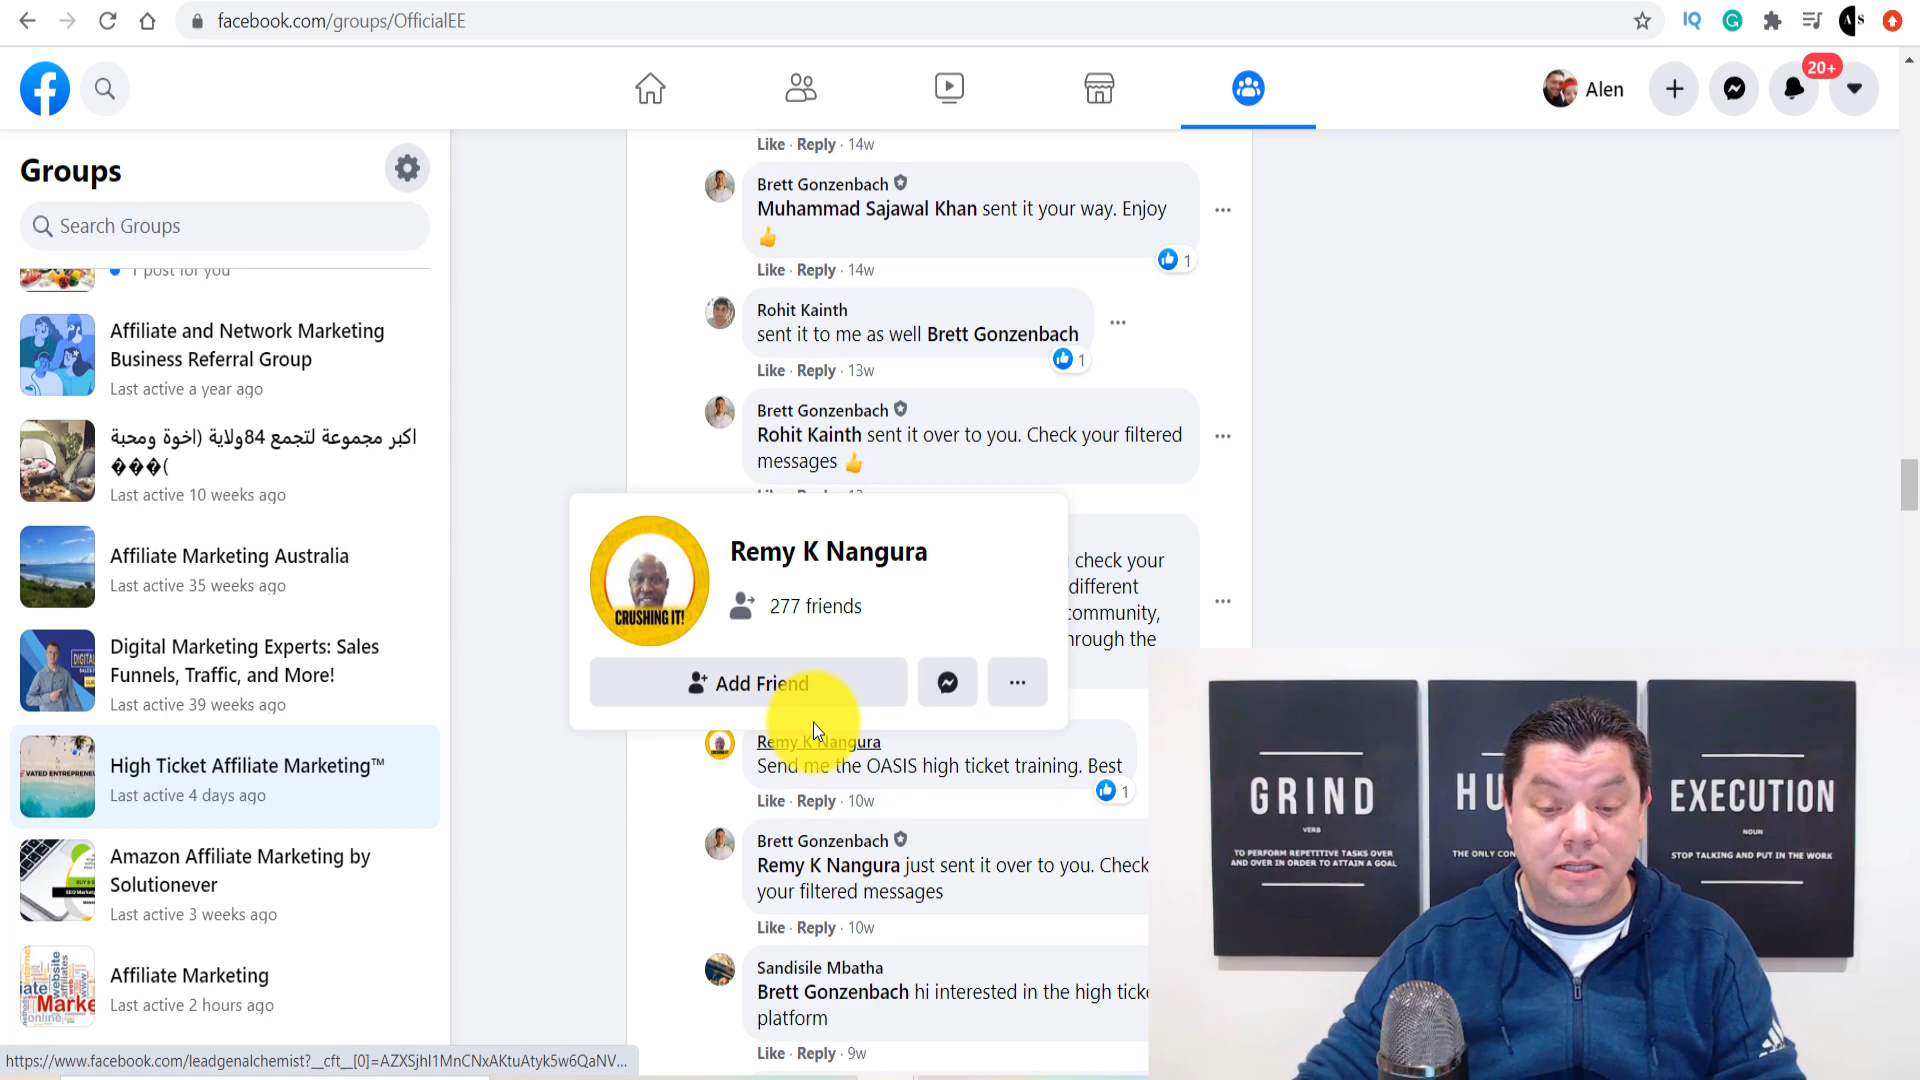 facebook.com/groups/OfficialEE
20+
Alen
Groups
Search Groups
1 post for you
Affiliate and Network Marketing
Business Referral Group
Last active a year ago
اكبر مجموعة لتجمع 84ولاية (اخوة ومحبة
���(
Last active 10 weeks ago
Affiliate Marketing Australia
Last active 35 weeks ago
Digital Marketing Experts: Sales
Funnels, Traffic, and More!
Last active 39 weeks ago
High Ticket Affiliate Marketing™
Last active 4 days ago
Amazon Affiliate Marketing by
Solutionever
Last active 3 weeks ago
Affiliate Marketing
Last active 2 hours ago
https://www.facebook.com/leadgenalchemist?__cft__[0]=AZXSjhI1MnCNxAKtuAtyk5w6QaNV...
Like · Reply · 14w
Brett Gonzenbach
Muhammad Sajawal Khan sent it your way. Enjoy
👍
1
Like · Reply · 14w
Rohit Kainth
sent it to me as well Brett Gonzenbach
1
Like · Reply · 13w
Brett Gonzenbach
Rohit Kainth sent it over to you. Check your filtered
messages 👍
check your
different
community,
through the
Remy K Nangura
277 friends
CRUSHING IT!
Add Friend
Remy K Nangura
Send me the OASIS high ticket training. Best
1
Like · Reply · 10w
Brett Gonzenbach
Remy K Nangura just sent it over to you. Check
your filtered messages
Like · Reply · 10w
Sandisile Mbatha
Brett Gonzenbach hi interested in the high ticke
platform
Like · Reply · 9w
GRIND
VERB
TO PERFORM REPETITIVE TASKS OVER
AND OVER IN ORDER TO ATTAIN A GOAL
HU
THE ONLY CON
EXECUTION
NOUN
STOP TALKING AND PUT IN THE WORK